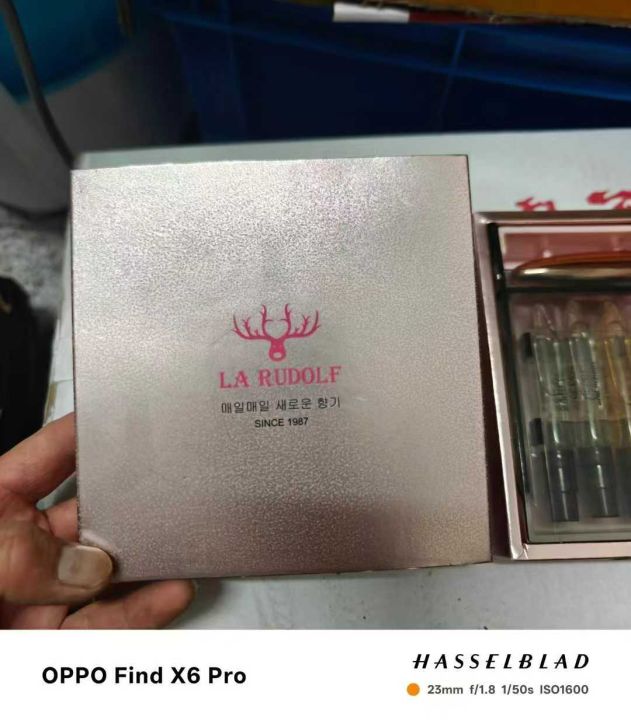 LA RUDOLF
매일매일 새로운 향기
SINCE 1987
OPPO Find X6 Pro
HASSELBLAD
23mm f/1.8 1/50s ISO1600